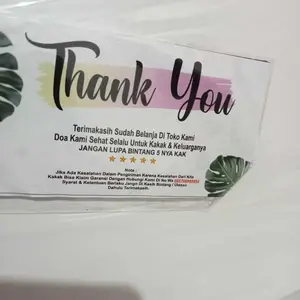 Thank You
Terimakasih Sudah Belanja Di Toko Kami
Doa Kami Sehat Selalu Untuk Kakak & Keluarganya
JANGAN LUPA BINTANG 5 NYA KAK
Note :
Jika Ada Kesalahan Dalam Pengiriman Karena Kesalahan Dari
Kakak Bisa Klaim Garansi Dengan Hubungi Kami Di No Wa
Syarat & Ketentuan Berlaku Jangn Di Kasih Bintang / Ulasan
Dahulu Terimakasih.